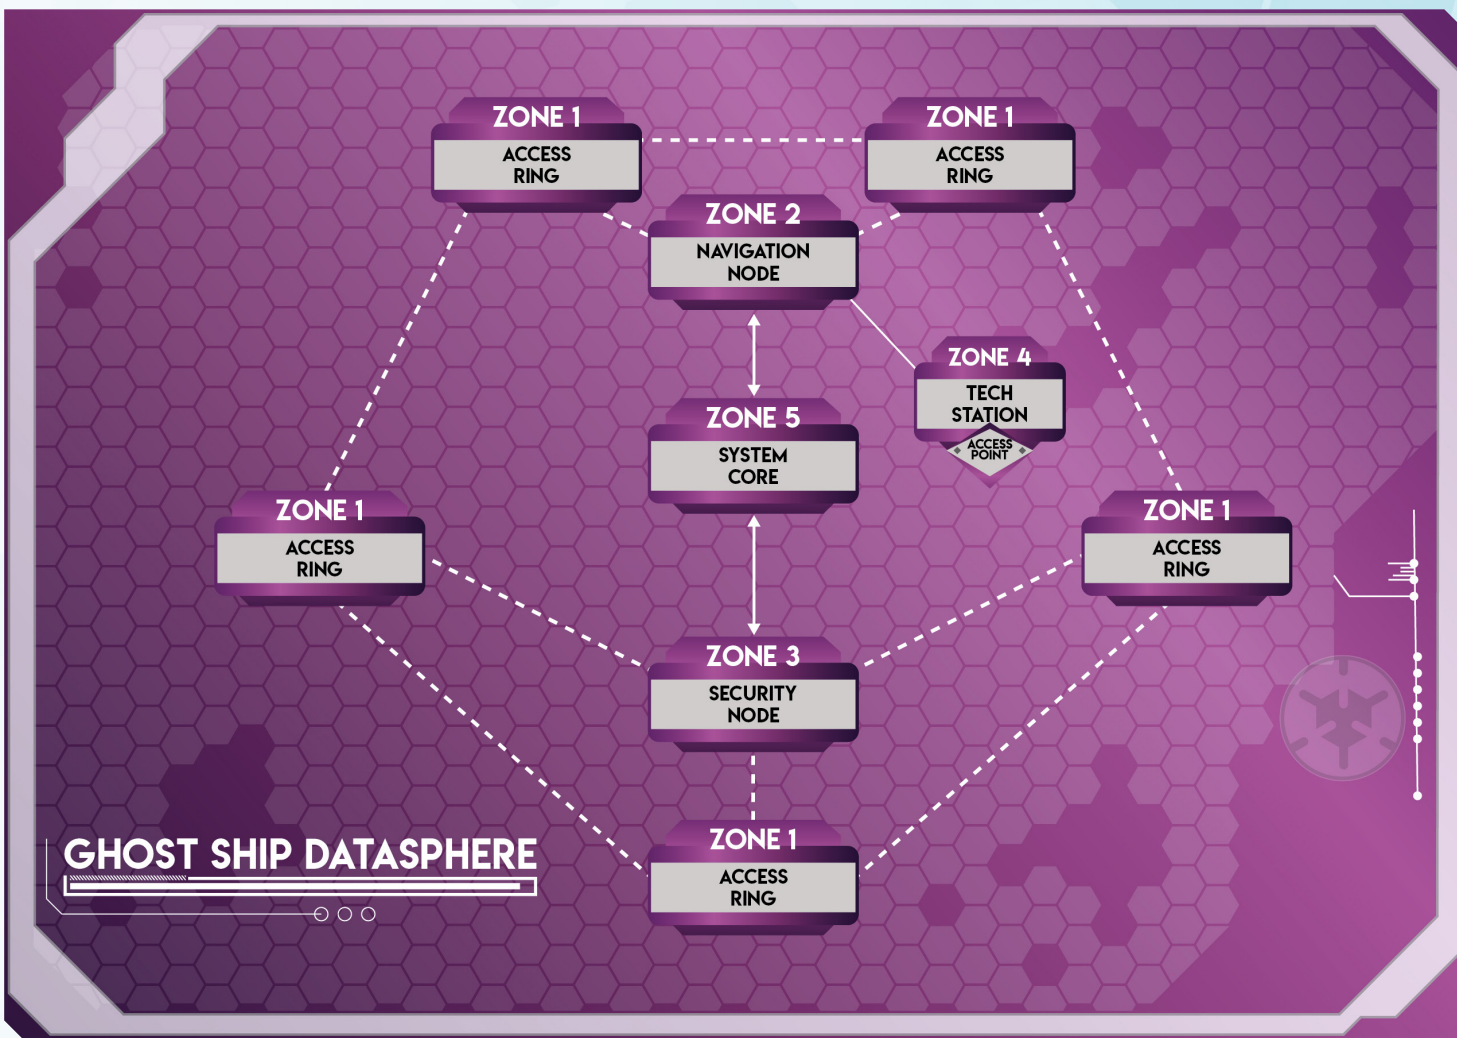 ZONE 1
ACCESS
RING
ZONE 1
ACCESS
RING
ZONE 2
NAVIGATION
NODE
ZONE 4
TECH
STATION
ACCESS
POINT
ZONE 5
SYSTEM
CORE
ZONE 1
ACCESS
RING
ZONE 1
ACCESS
RING
ZONE 3
SECURITY
NODE
ZONE 1
ACCESS
RING
GHOST SHIP DATASPHERE